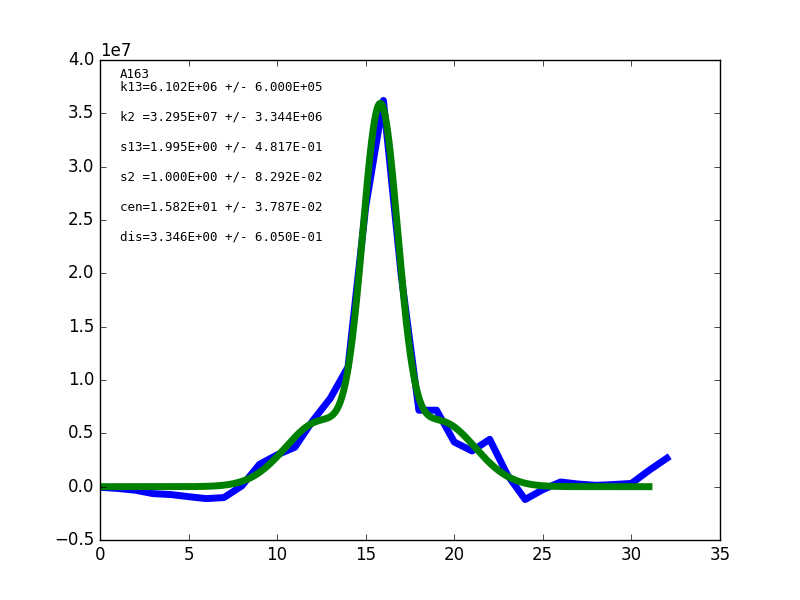 1e7
4.0
3.5
3.0
2.5
2.0
1.5
1.0
0.5
0.0
−0.5
A163
k13=6.102E+06 +/- 6.000E+05
k2 =3.295E+07 +/- 3.344E+06
s13=1.995E+00 +/- 4.817E-01
s2 =1.000E+00 +/- 8.292E-02
cen=1.582E+01 +/- 3.787E-02
dis=3.346E+00 +/- 6.050E-01
0 5 10 15 20 25 30 35